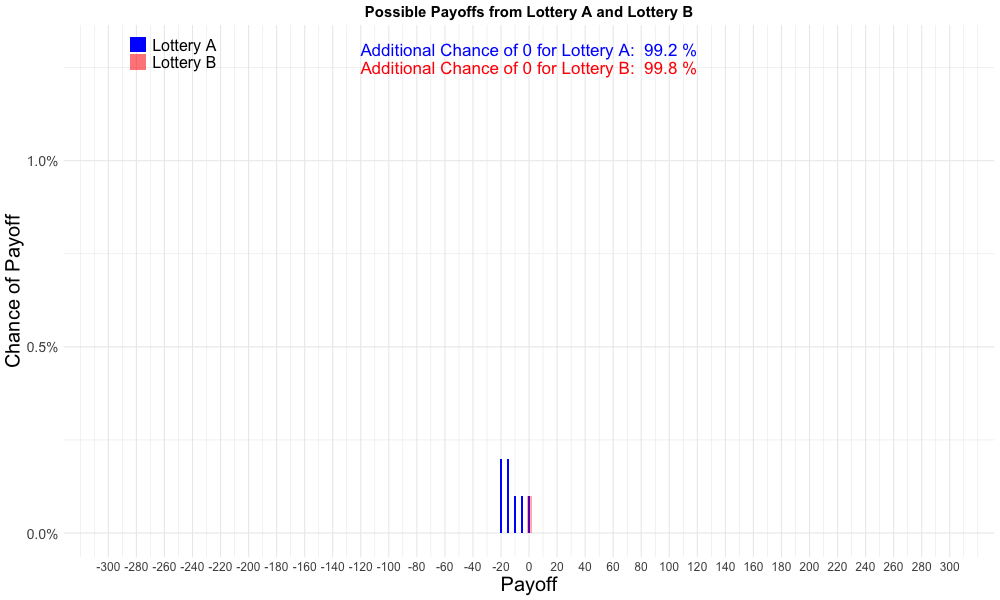 Possible Payoffs from Lottery A and Lottery B
Lottery A
Lottery B
Additional Chance of 0 for Lottery A: 99.2 %
Additional Chance of 0 for Lottery B: 99.8 %
Chance of Payoff
1.0%
0.5%
0.0%
-300 -280 -260 -240 -220 -200 -180 -160 -140 -120 -100 -80 -60 -40 -20 0 20 40 60 80 100 120 140 160 180 200 220 240 260 280 300
Payoff